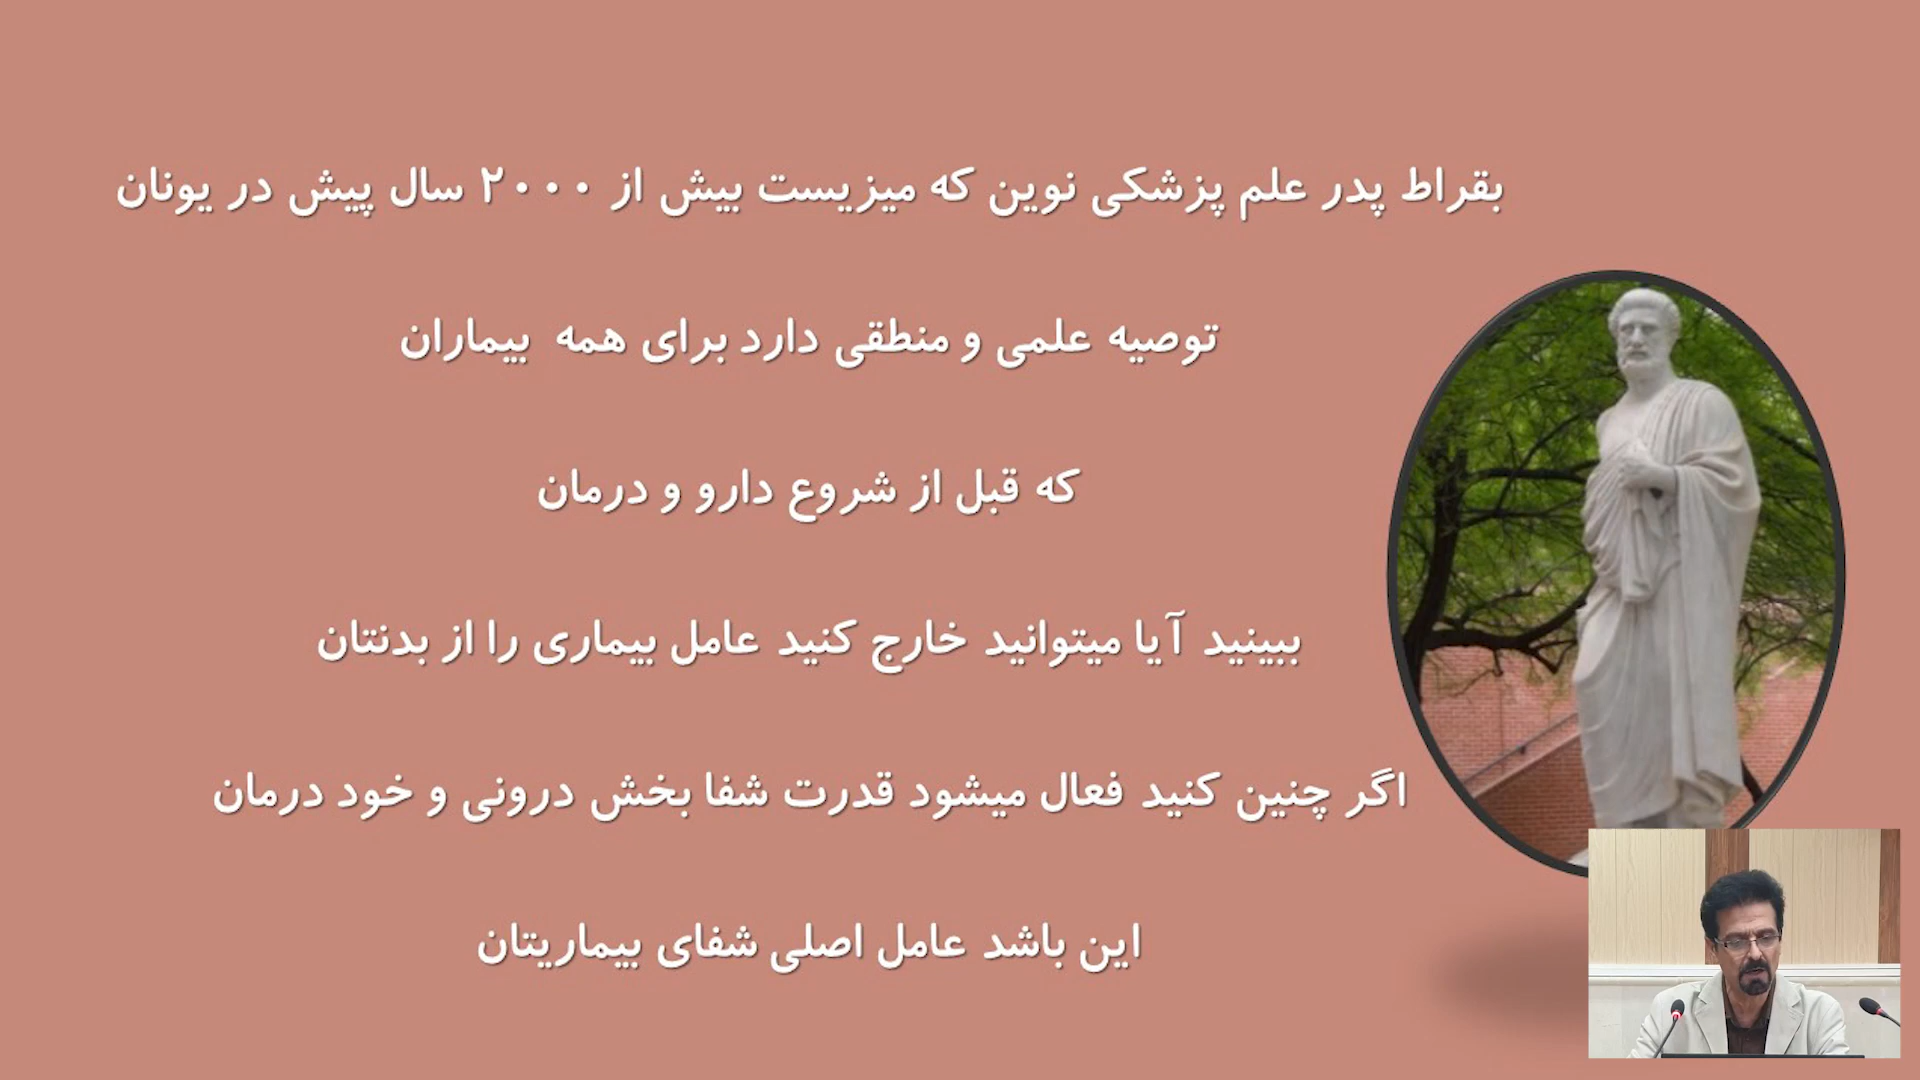 بقراط پدر علم پزشکی نوین که میزیست بیش از ۲۰۰۰ سال پیش در یونان
توصیه علمی و منطقی دارد برای همه بیماران
که قبل از شروع دارو و درمان
ببینید آیا میتوانید خارج کنید عامل بیماری را از بدنتان
اگر چنین کنید فعال میشود قدرت شفا بخش درونی و خود درمان
این باشد عامل اصلی شفای بیماریتان